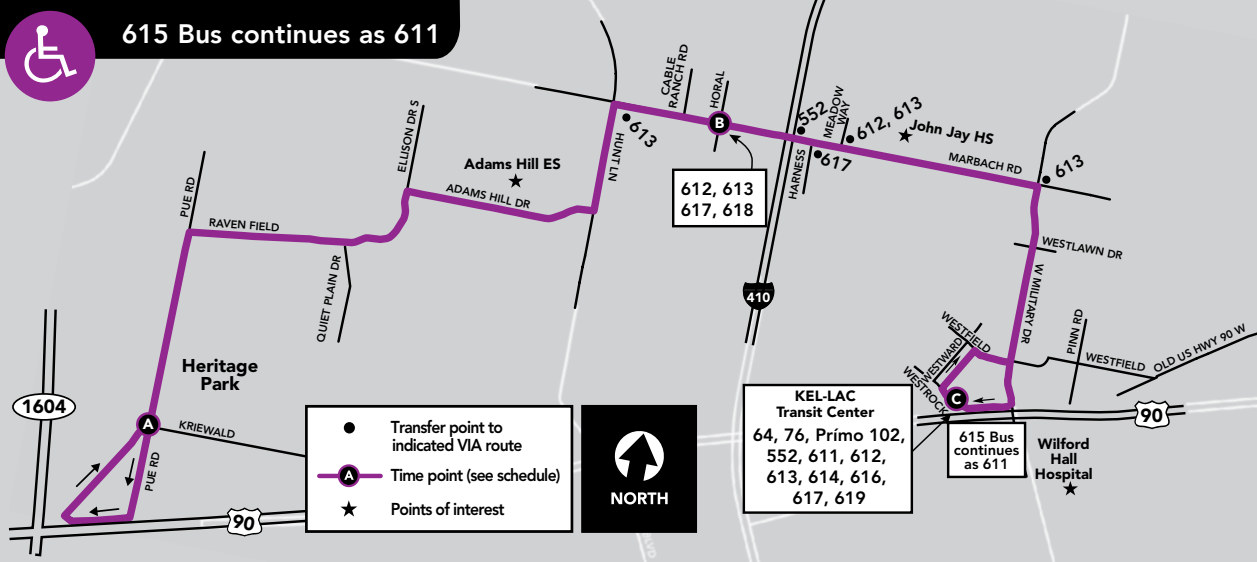 615 Bus continues as 611
CABLE
RANCH RD
HORAL
B
552
MEADOW
WAY
612, 613
John Jay HS
613
HUNT LN
617
HARNESS
MARBACH RD
613
ELLISON DR S
Adams Hill ES
ADAMS HILL DR
612, 613
617, 618
PUE RD
RAVEN FIELD
QUIET PLAIN DR
WESTLAWN DR
W MILITARY DR
410
WESTFIELD
WESTWARD
WESTROCK
PINN RD
WESTFIELD
OLD US HWY 90 W
Heritage
Park
1604
A
KRIEWALD
PUE RD
90
C
90
KEL-LAC
Transit Center
64, 76, Prímo 102,
552, 611, 612,
613, 614, 616,
617, 619
615 Bus
continues
as 611
Wilford
Hall
Hospital
Transfer point to
indicated VIA route
A
Time point (see schedule)
Points of interest
NORTH
LVD